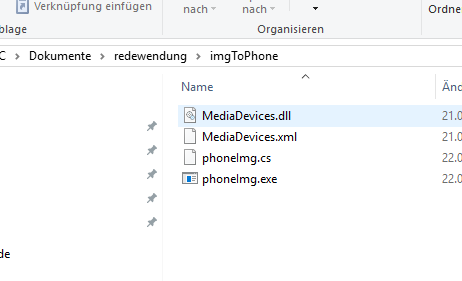 Verknüpfung einfügen
nach
nach
Ordne
blage
Organisieren
C > Dokumente > redewendung > imgToPhone
Name
Änd
MediaDevices.dll
21.0
MediaDevices.xml
21.0
phoneImg.cs
22.0
phoneImg.exe
22.0
de